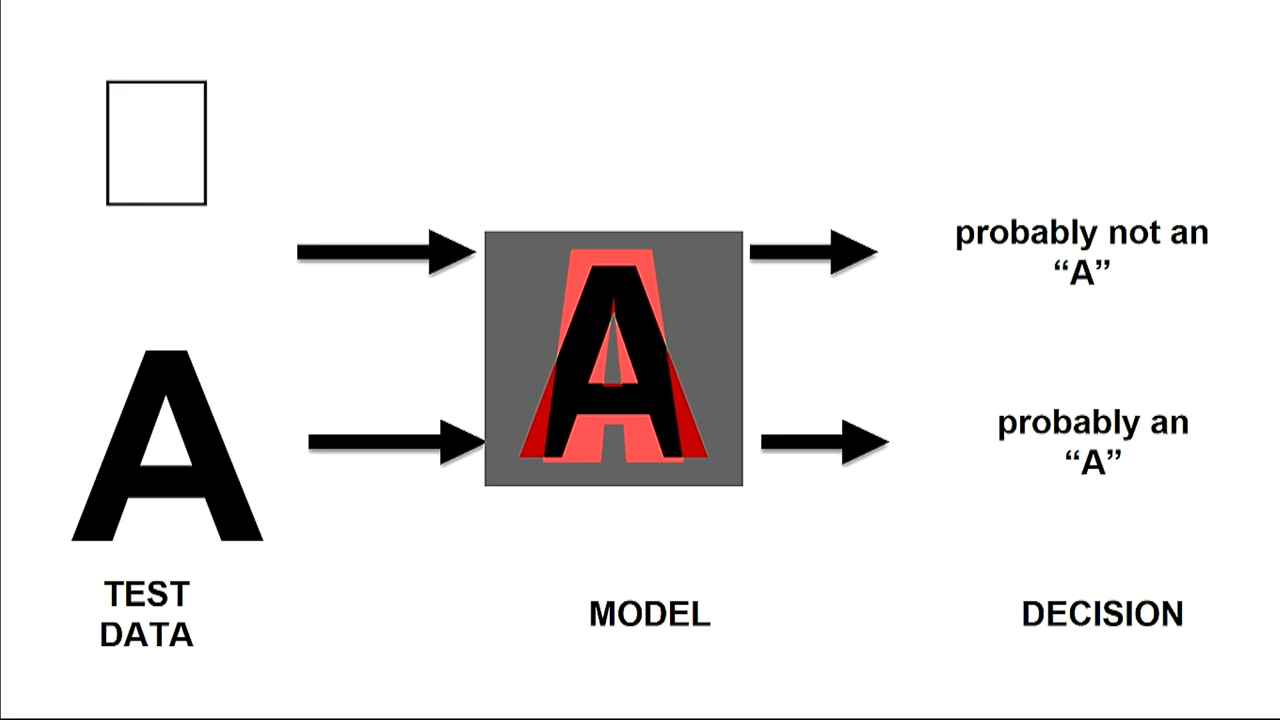 probably not an
“A”
A
A
probably an
“A”
TEST
DATA
MODEL
DECISION